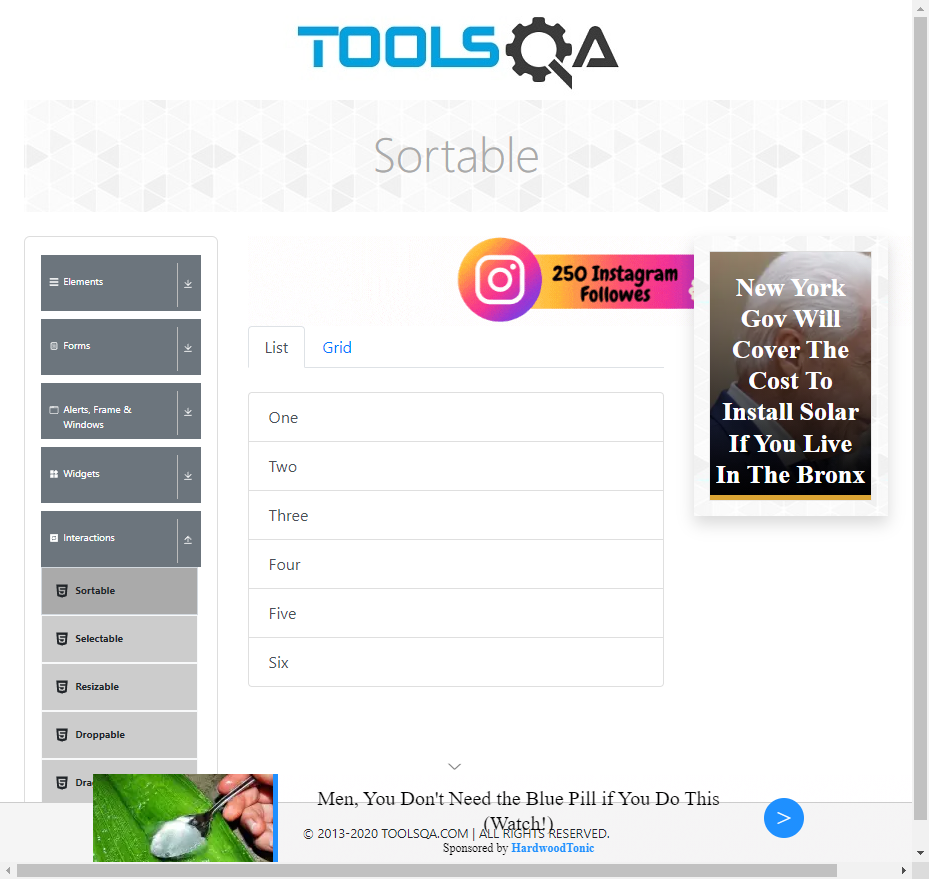 TOOLSQA
Sortable
Elements
Forms
Alerts, Frame &
Windows
Widgets
Interactions
Sortable
Selectable
Resizable
Droppable
250 Instagram
Followes
List
Grid
One
Two
Three
Four
Five
Six
New York
Gov Will
Cover The
Cost To
Install Solar
If You Live
In The Bronx
Men, You Don't Need the Blue Pill if You Do This
(Watch!)
© 2013-2020 TOOLSQA.COM | ALL RIGHTS RESERVED.
Sponsored by HardwoodTonic